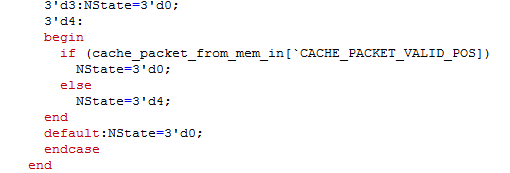 3'd3:NState=3'd0;
3'd4:
begin
if (cache_packet_from_mem_in[`CACHE_PACKET_VALID_POS])
NState=3'd0;
else
NState=3'd4;
end
default:NState=3'd0;
endcase
end